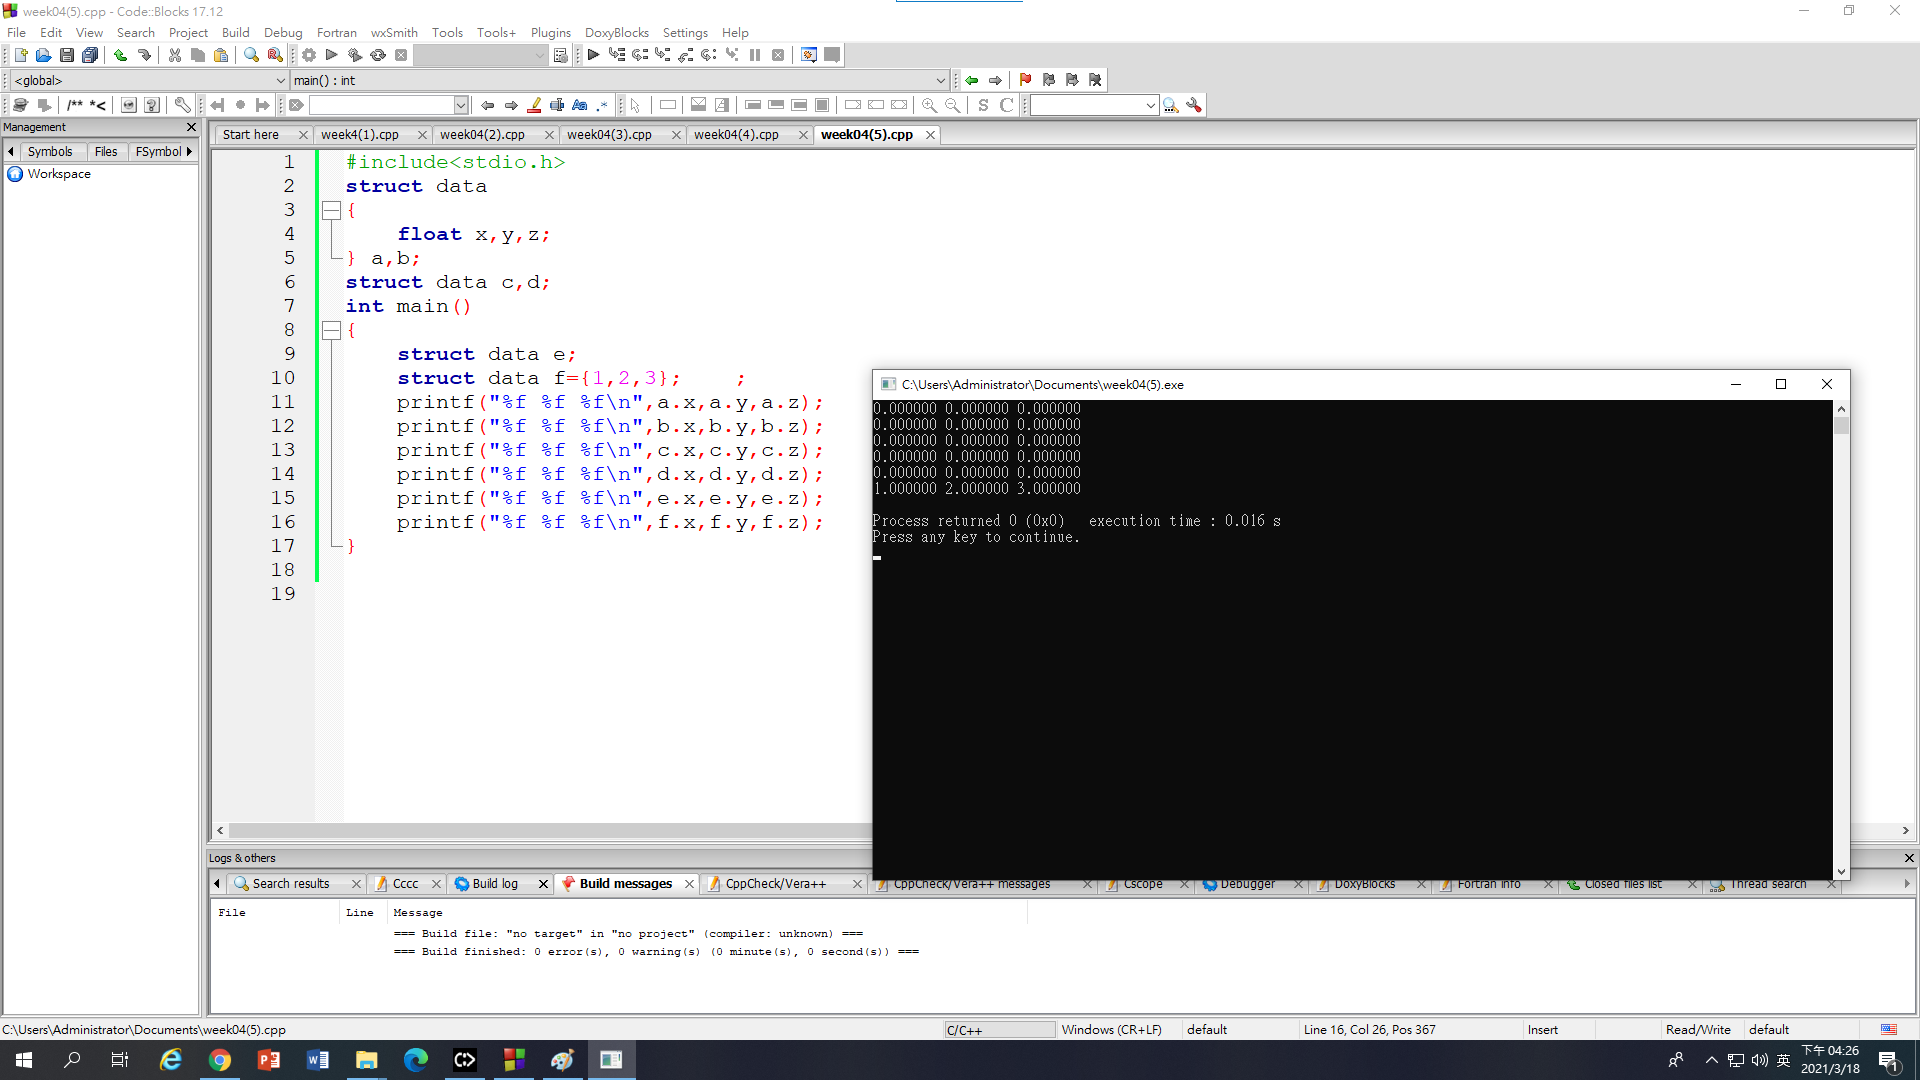 week04(5).cpp - Code::Blocks 17.12
File Edit View Search Project Build Debug Fortran wxSmith Tools Tools+ Plugins DoxyBlocks Settings Help
<global> main() : int
/** *<
Management
Start here week4(1).cpp week04(2).cpp week04(3).cpp week04(4).cpp week04(5).cpp
Symbols Files FSymbol
Workspace
1 #include<stdio.h>
2 struct data
3 {
4 float x,y,z;
5 } a,b;
6 struct data c,d;
7 int main()
8 {
9 struct data e;
10 struct data f={1,2,3}; ;
11 printf("%f %f %f\n",a.x,a.y,a.z);
12 printf("%f %f %f\n",b.x,b.y,b.z);
13 printf("%f %f %f\n",c.x,c.y,c.z);
14 printf("%f %f %f\n",d.x,d.y,d.z);
15 printf("%f %f %f\n",e.x,e.y,e.z);
16 printf("%f %f %f\n",f.x,f.y,f.z);
17 }
18
19
C:\Users\Administrator\Documents\week04(5).exe
0.000000 0.000000 0.000000
0.000000 0.000000 0.000000
0.000000 0.000000 0.000000
0.000000 0.000000 0.000000
0.000000 0.000000 0.000000
1.000000 2.000000 3.000000
Process returned 0 (0x0) execution time : 0.016 s
Press any key to continue.
Logs & others
Search results Cccc Build log Build messages CppCheck/Vera++ CppCheck/Vera++ messages Cscope Debugger DoxyBlocks Fortran info Closed files list Thread search
File Line Message
=== Build file: "no target" in "no project" (compiler: unknown) ===
=== Build finished: 0 error(s), 0 warning(s) (0 minute(s), 0 second(s)) ===
C:\Users\Administrator\Documents\week04(5).cpp C/C++ Windows (CR+LF) default Line 16, Col 26, Pos 367 Insert Read/Write default
英
下午 04:26
2021/3/18
1